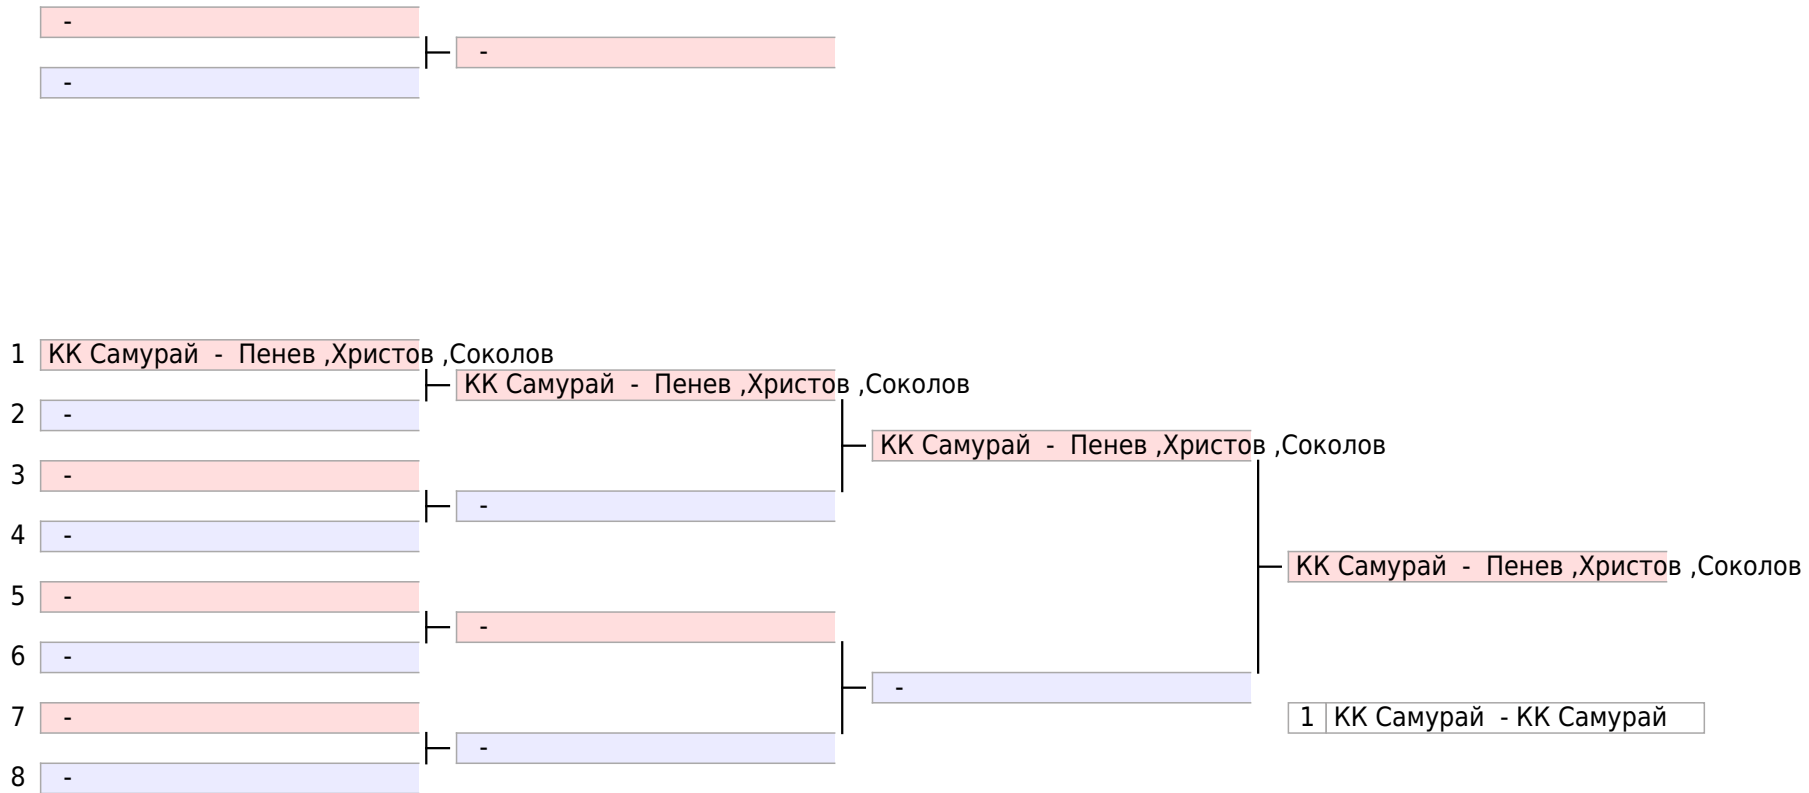 -
-
-
1 КК Самурай - Пенев ,Христов ,Соколов
КК Самурай - Пенев ,Христов ,Соколов
2 -
КК Самурай - Пенев ,Христов ,Соколов
3 -
-
4 -
КК Самурай - Пенев ,Христов ,Соколов
5 -
-
6 -
-
7 -
1 КК Самурай - КК Самурай
-
8 -